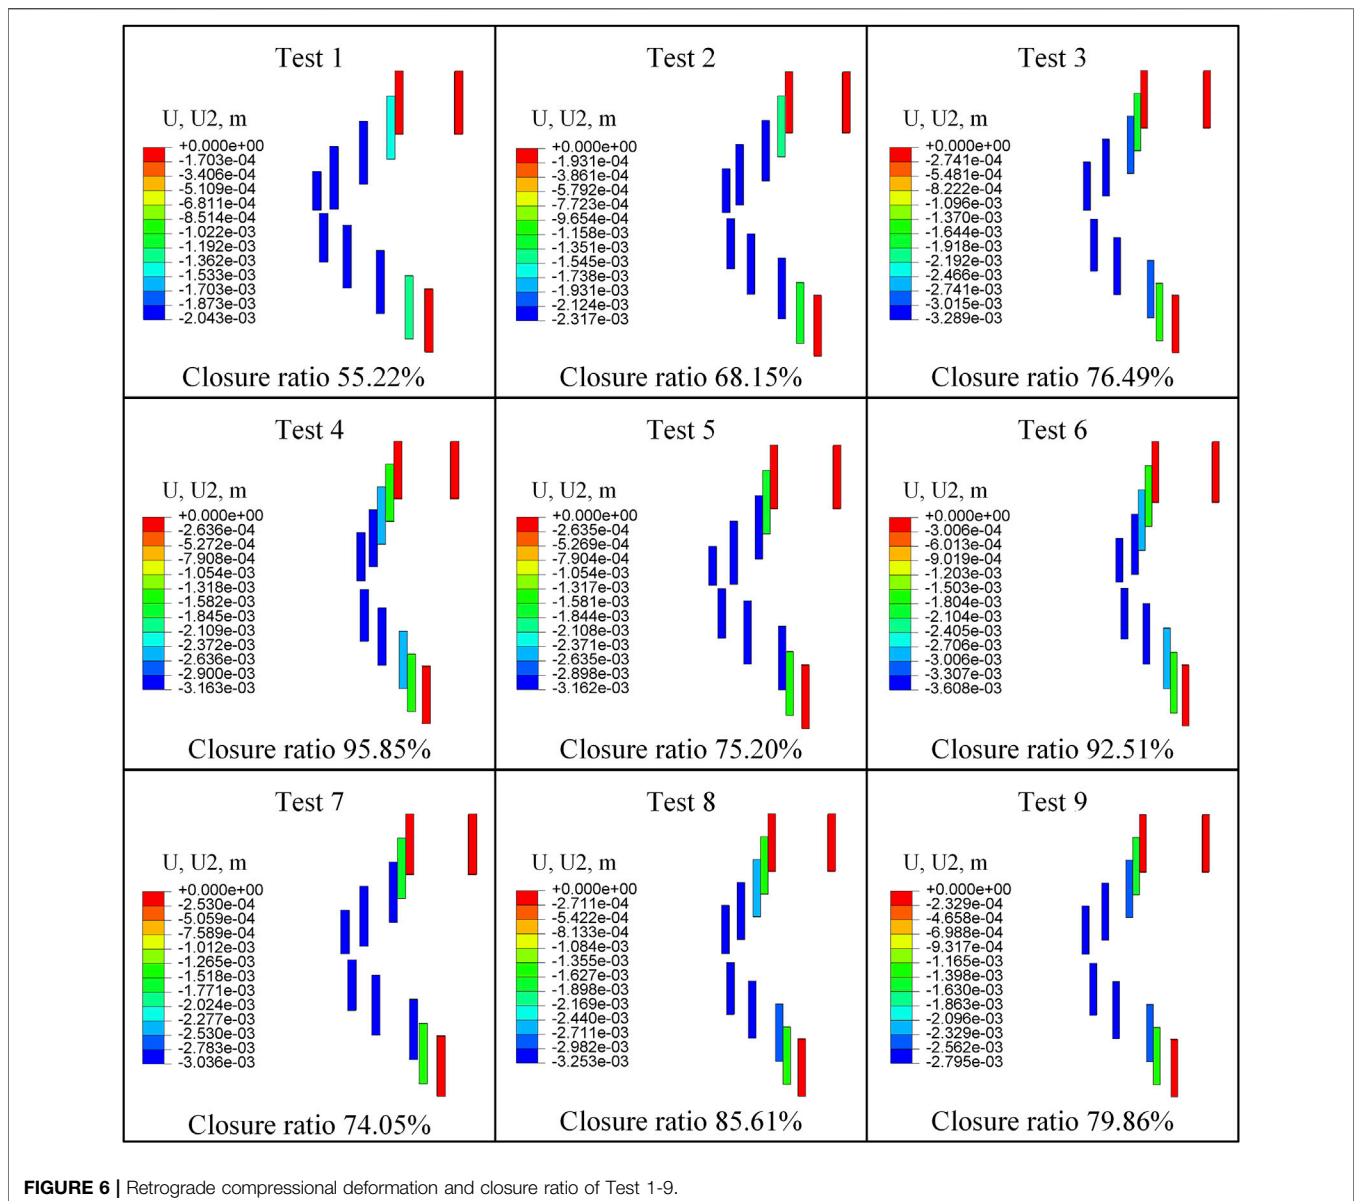 Test 1
U, U2, m
+0.000e+00
-1.703e-04
-3.406e-04
-5.109e-04
-6.811e-04
-8.514e-04
-1.022e-03
-1.192e-03
-1.362e-03
-1.533e-03
-1.703e-03
-1.873e-03
-2.043e-03
Closure ratio 55.22%
Test 2
U, U2, m
+0.000e+00
-1.931e-04
-3.861e-04
-5.792e-04
-7.723e-04
-9.654e-04
-1.158e-03
-1.351e-03
-1.545e-03
-1.738e-03
-1.931e-03
-2.124e-03
-2.317e-03
Closure ratio 68.15%
Test 3
U, U2, m
+0.000e+00
-2.741e-04
-5.481e-04
-8.222e-04
-1.096e-03
-1.370e-03
-1.644e-03
-1.918e-03
-2.192e-03
-2.466e-03
-2.741e-03
-3.015e-03
-3.289e-03
Closure ratio 76.49%
Test 4
U, U2, m
+0.000e+00
-2.636e-04
-5.272e-04
-7.908e-04
-1.054e-03
-1.318e-03
-1.582e-03
-1.845e-03
-2.109e-03
-2.372e-03
-2.636e-03
-2.900e-03
-3.163e-03
Closure ratio 95.85%
Test 5
U, U2, m
+0.000e+00
-2.635e-04
-5.269e-04
-7.904e-04
-1.054e-03
-1.317e-03
-1.581e-03
-1.844e-03
-2.108e-03
-2.371e-03
-2.635e-03
-2.898e-03
-3.162e-03
Closure ratio 75.20%
Test 6
U, U2, m
+0.000e+00
-3.006e-04
-6.013e-04
-9.019e-04
-1.203e-03
-1.503e-03
-1.804e-03
-2.104e-03
-2.405e-03
-2.706e-03
-3.006e-03
-3.307e-03
-3.608e-03
Closure ratio 92.51%
Test 7
U, U2, m
+0.000e+00
-2.530e-04
-5.059e-04
-7.589e-04
-1.012e-03
-1.265e-03
-1.518e-03
-1.771e-03
-2.024e-03
-2.277e-03
-2.530e-03
-2.783e-03
-3.036e-03
Closure ratio 74.05%
Test 8
U, U2, m
+0.000e+00
-2.711e-04
-5.422e-04
-8.133e-04
-1.084e-03
-1.355e-03
-1.627e-03
-1.898e-03
-2.169e-03
-2.440e-03
-2.711e-03
-2.982e-03
-3.253e-03
Closure ratio 85.61%
Test 9
U, U2, m
+0.000e+00
-2.329e-04
-4.658e-04
-6.988e-04
-9.317e-04
-1.165e-03
-1.398e-03
-1.630e-03
-1.863e-03
-2.096e-03
-2.329e-03
-2.562e-03
-2.795e-03
Closure ratio 79.86%
FIGURE 6 | Retrograde compressional deformation and closure ratio of Test 1-9.